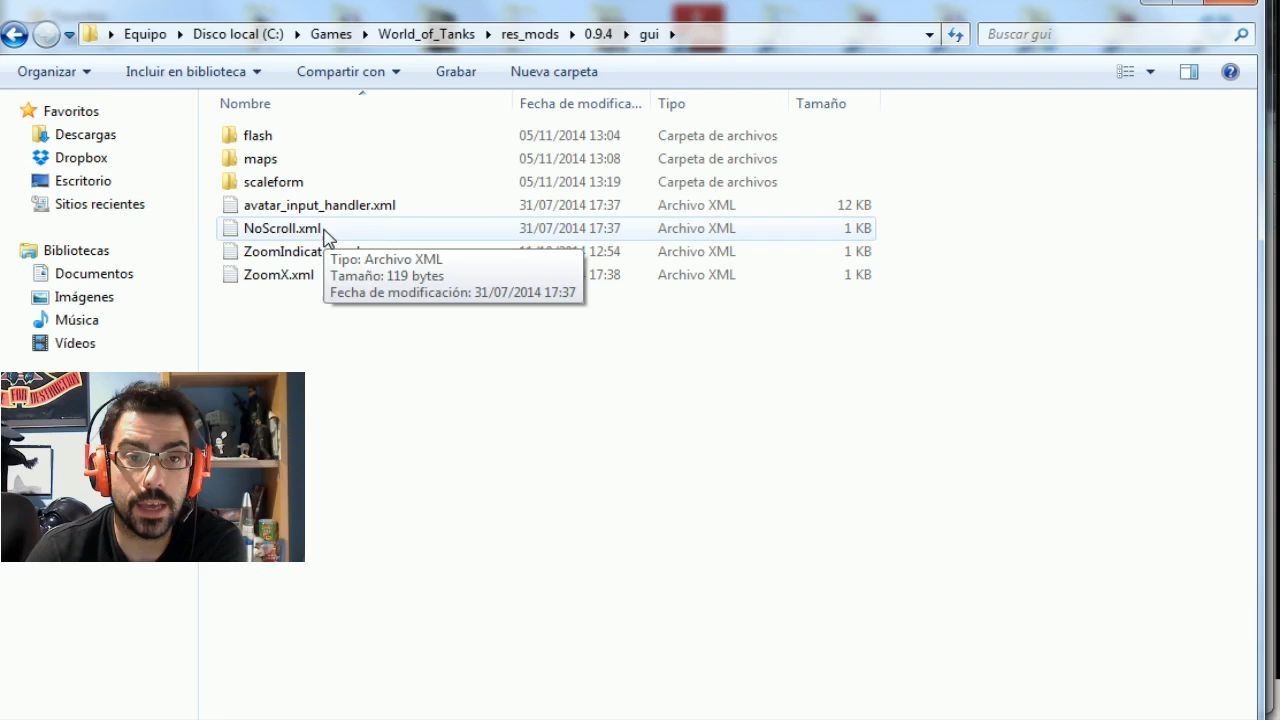 Equipo Disco local (C:) Games World_of_Tanks res_mods 0.9.4 gui
Buscar gui
Organizar Incluir en biblioteca Compartir con Grabar Nueva carpeta
Nombre Fecha de modifica... Tipo Tamaño
Favoritos
Descargas
Dropbox
Escritorio
Sitios recientes
Bibliotecas
Documentos
Imágenes
Música
Vídeos
flash 05/11/2014 13:04 Carpeta de archivos
maps 05/11/2014 13:08 Carpeta de archivos
scaleform 05/11/2014 13:19 Carpeta de archivos
avatar_input_handler.xml 31/07/2014 17:37 Archivo XML 12 KB
NoScroll.xml 31/07/2014 17:37 Archivo XML 1 KB
12:54 Archivo XML 1 KB
ZoomX.xml 17:38 Archivo XML 1 KB
Tipo: Archivo XML
Tamaño: 119 bytes
Fecha de modificación: 31/07/2014 17:37
FOR DESTRUCTION